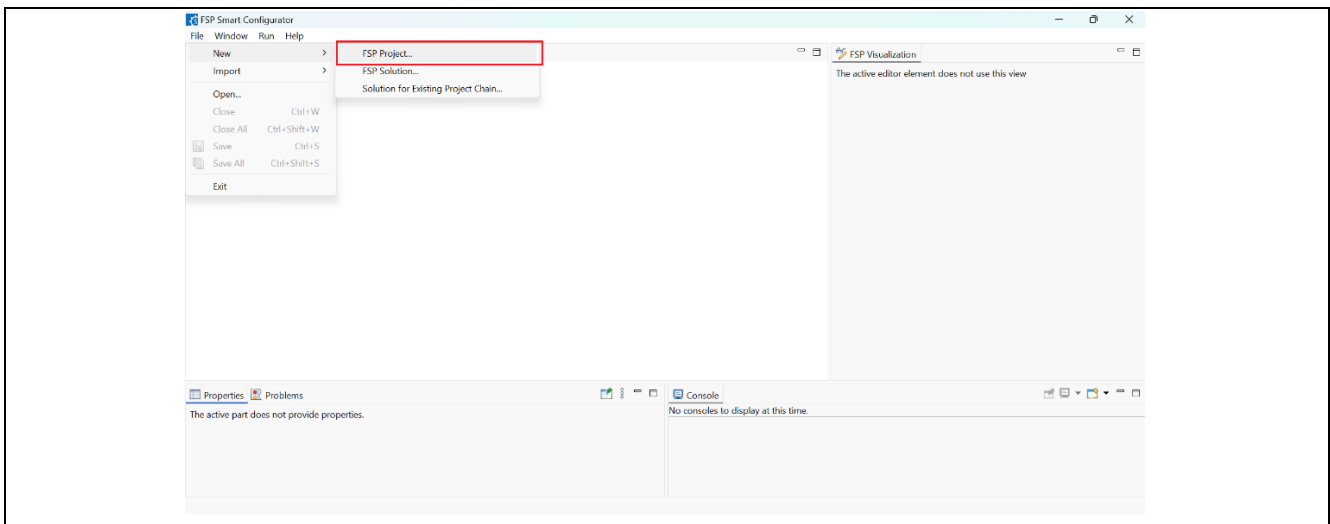 FSP Smart Configurator
File Window Run Help
New
FSP Project...
FSP Visualization
Import
FSP Solution...
The active editor element does not use this view
Open...
Solution for Existing Project Chain...
Close Ctrl+W
Close All Ctrl+Shift+W
Save Ctrl+S
Save All Ctrl+Shift+S
Exit
Properties Problems
Console
The active part does not provide properties.
No consoles to display at this time.